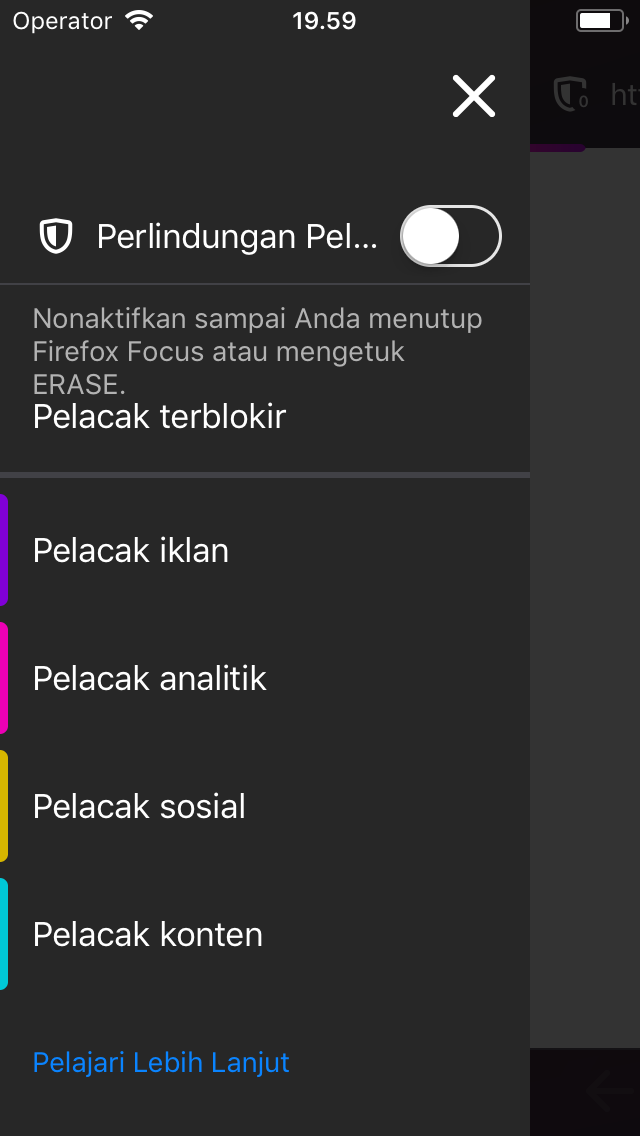 Operator 19.59
0 ht
Perlindungan Pel...
Nonaktifkan sampai Anda menutup
Firefox Focus atau mengetuk
ERASE.
Pelacak terblokir
Pelacak iklan
Pelacak analitik
Pelacak sosial
Pelacak konten
Pelajari Lebih Lanjut